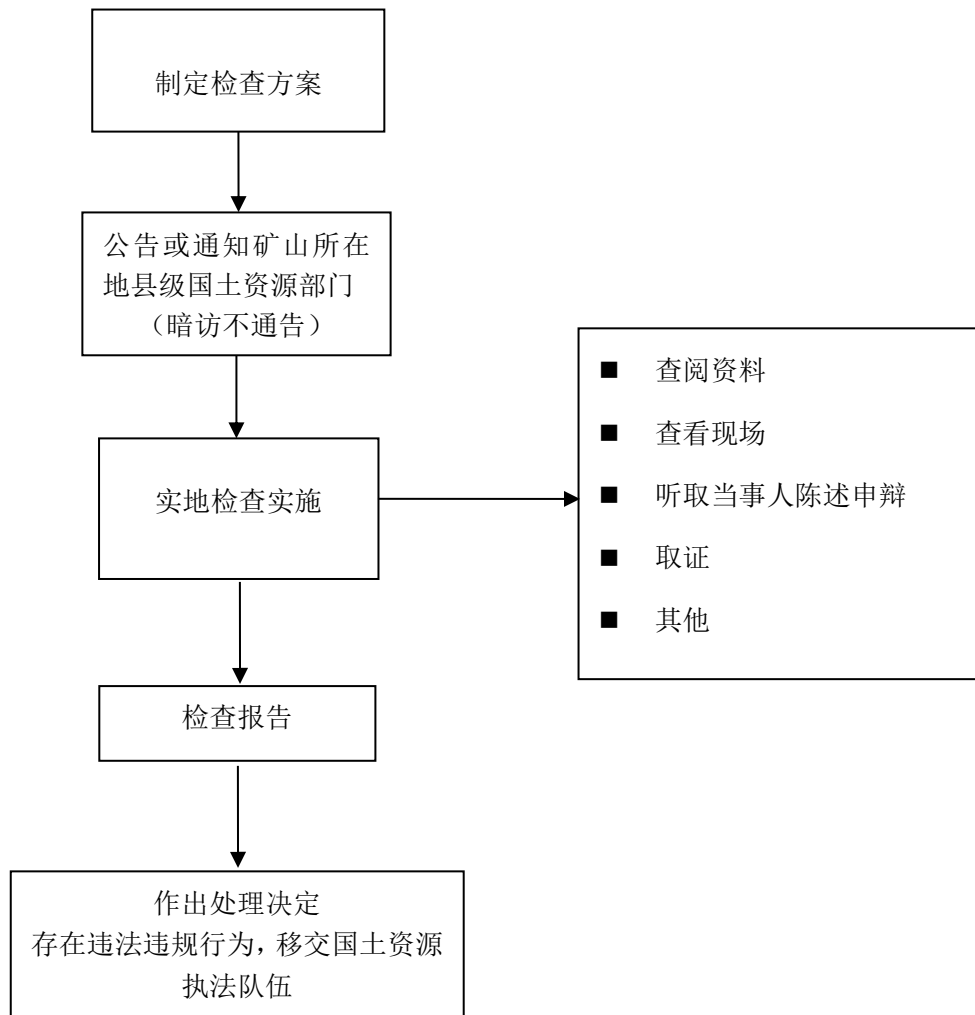 制定检查方案
公告或通知矿山所在
地县级国土资源部门
（暗访不通告）
实地检查实施
■ 查阅资料
■ 查看现场
■ 听取当事人陈述申辩
■ 取证
■ 其他
检查报告
作出处理决定
存在违法违规行为，移交国土资源
执法队伍